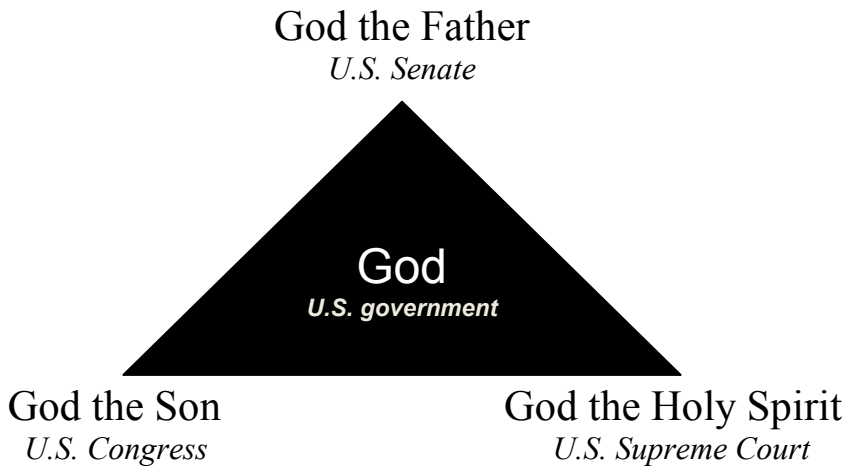 God the Father
U.S. Senate
God
U.S. government
God the Son
U.S. Congress
God the Holy Spirit
U.S. Supreme Court